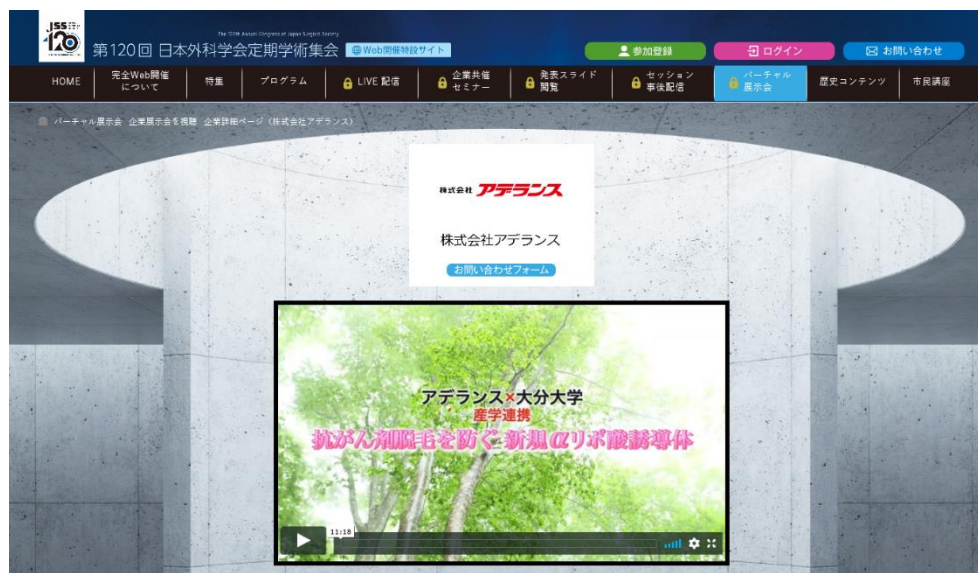 JSS
120
The 120th Annual Congress of Japan Surgical Society
第120回 日本外科学会定期学術集会
Web開催特設サイト
参加登録
ログイン
お問い合わせ
HOME
完全Web開催
について
特集
プログラム
LIVE 配信
企業共催
セミナー
発表スライド
閲覧
セッション
事後配信
バーチャル
展示会
歴史コンテンツ
市民講座
バーチャル展示会 企業展示会を視聴 企業詳細ページ（株式会社アデランス）
株式会社 アデランス
株式会社アデランス
お問い合わせフォーム
アデランス×大分大学
産学連携
抗がん剤脱毛を防ぐ 新規αリポ酸誘導体
11:18